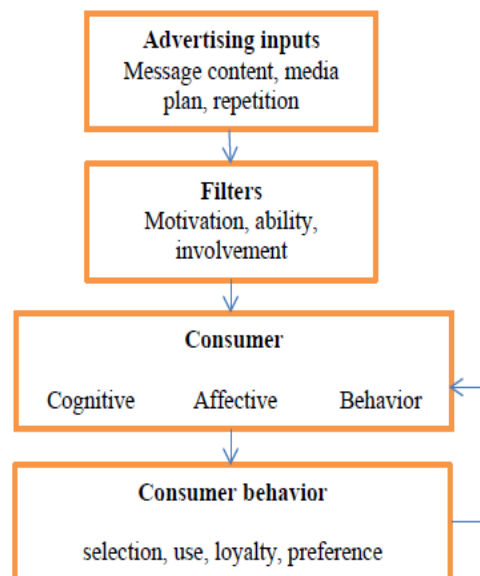 Advertising inputs
Message content, media
plan, repetition
Filters
Motivation, ability,
involvement
Consumer
Cognitive Affective Behavior
Consumer behavior
selection, use, loyalty, preference